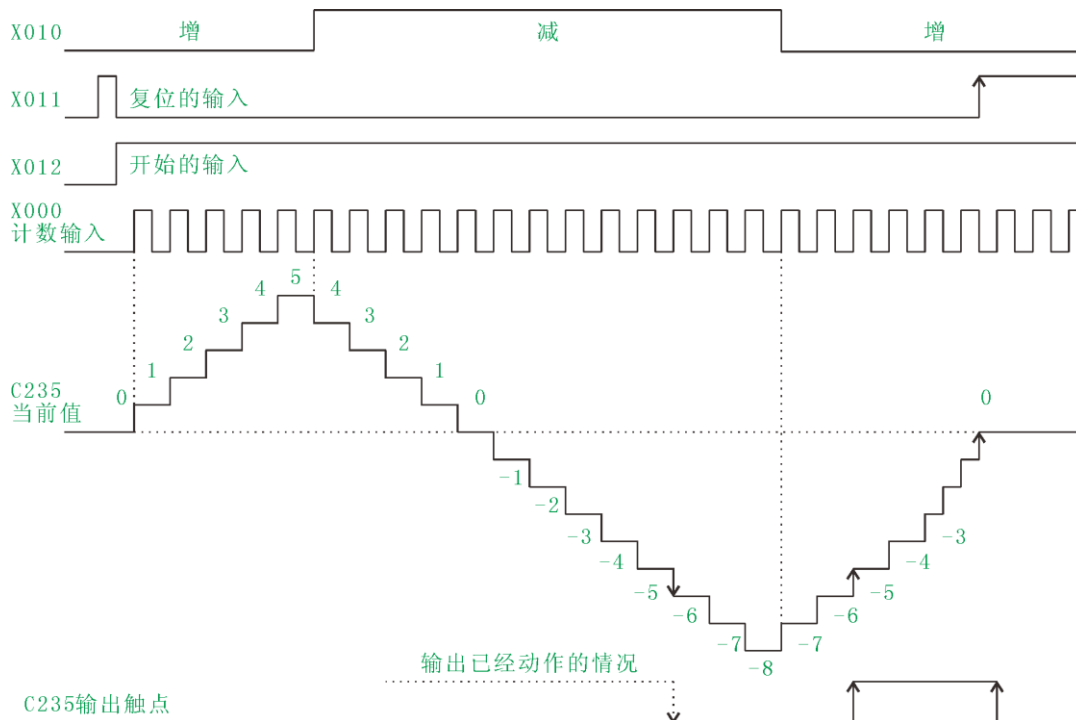 X010 增 减 增
X011 复位的输入
X012 开始的输入
X000
计数输入
5
4 4
3 3
2 2
1 1
C235
当前值
0 0 0
-1
-2
-3 -3
-4 -4
-5 -5
-6 -6
-7 -7
-8
输出已经动作的情况
C235输出触点